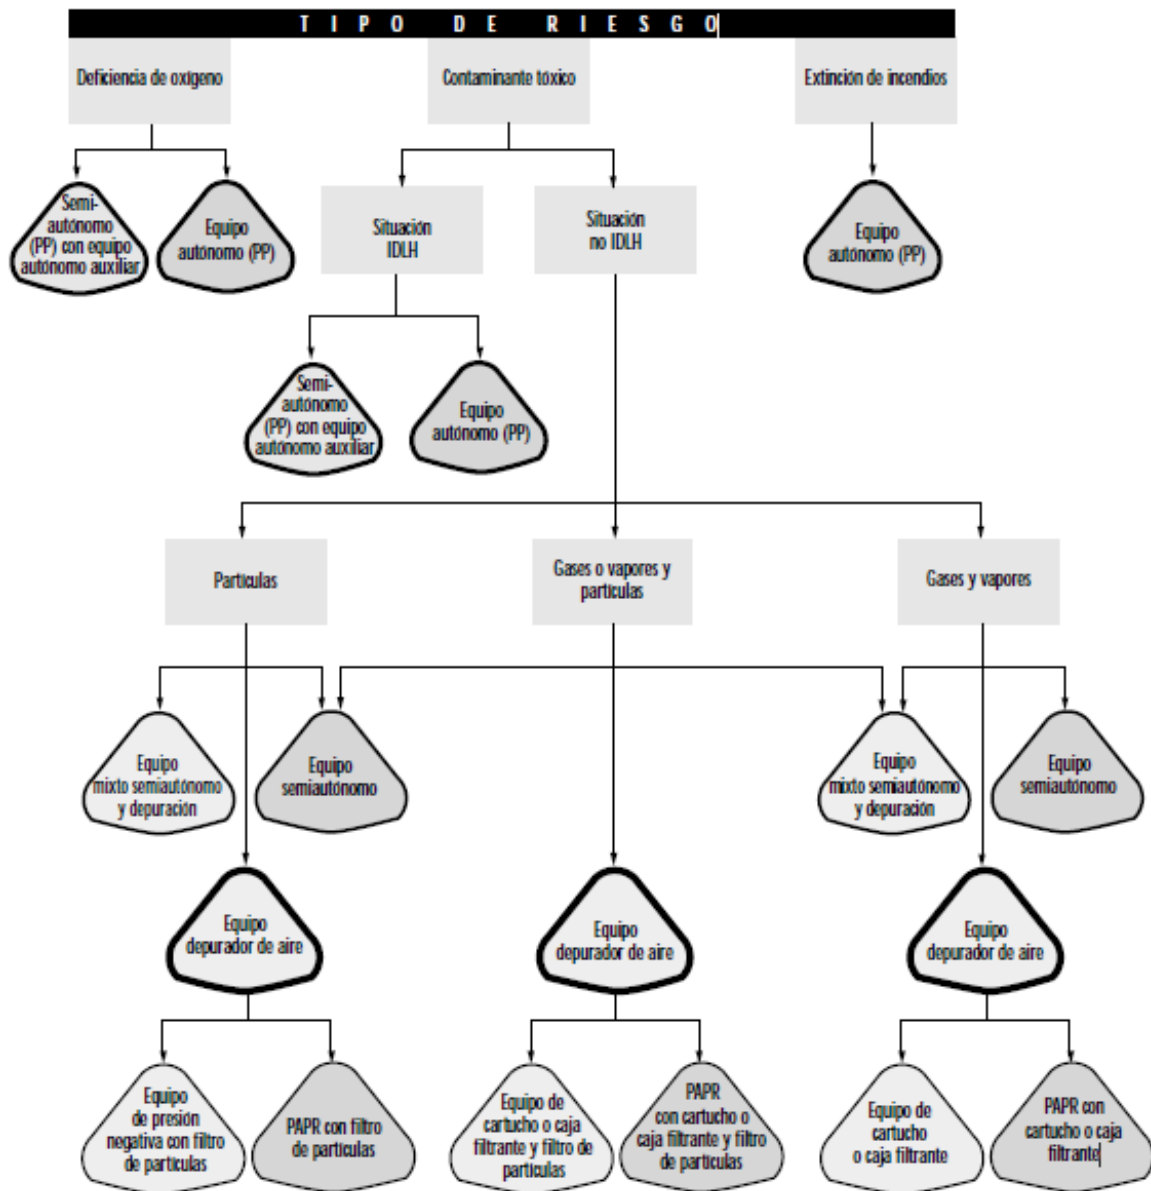 TIPO DE RIESGO
Deficiencia de oxígeno
Contaminante tóxico
Extinción de incendios
Semi-
autónomo
(PP) con equipo
autónomo auxiliar
Equipo
autónomo (PP)
Situación
IDLH
Situación
no IDLH
Equipo
autónomo (PP)
Semi-
autónomo
(PP) con equipo
autónomo auxiliar
Equipo
autónomo (PP)
Partículas
Gases o vapores y
partículas
Gases y vapores
Equipo
mixto semiautónomo
y depuración
Equipo
semiautónomo
Equipo
mixto semiautónomo
y depuración
Equipo
semiautónomo
Equipo
depurador de aire
Equipo
depurador de aire
Equipo
depurador de aire
Equipo
de presión
negativa con filtro
de partículas
PAPR con filtro
de partículas
Equipo de
cartucho o caja
filtrante y filtro de
partículas
PAPR
con cartucho o
caja filtrante y filtro
de partículas
Equipo de
cartucho
o caja filtrante
PAPR con
cartucho o caja
filtrante